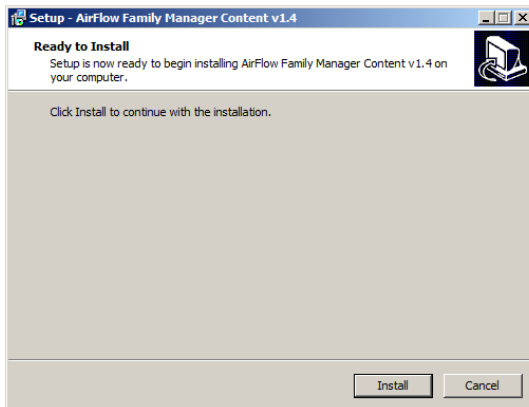 Setup - AirFlow Family Manager Content v1.4
Ready to Install
Setup is now ready to begin installing AirFlow Family Manager Content v1.4 on
your computer.
Click Install to continue with the installation.
Install
Cancel